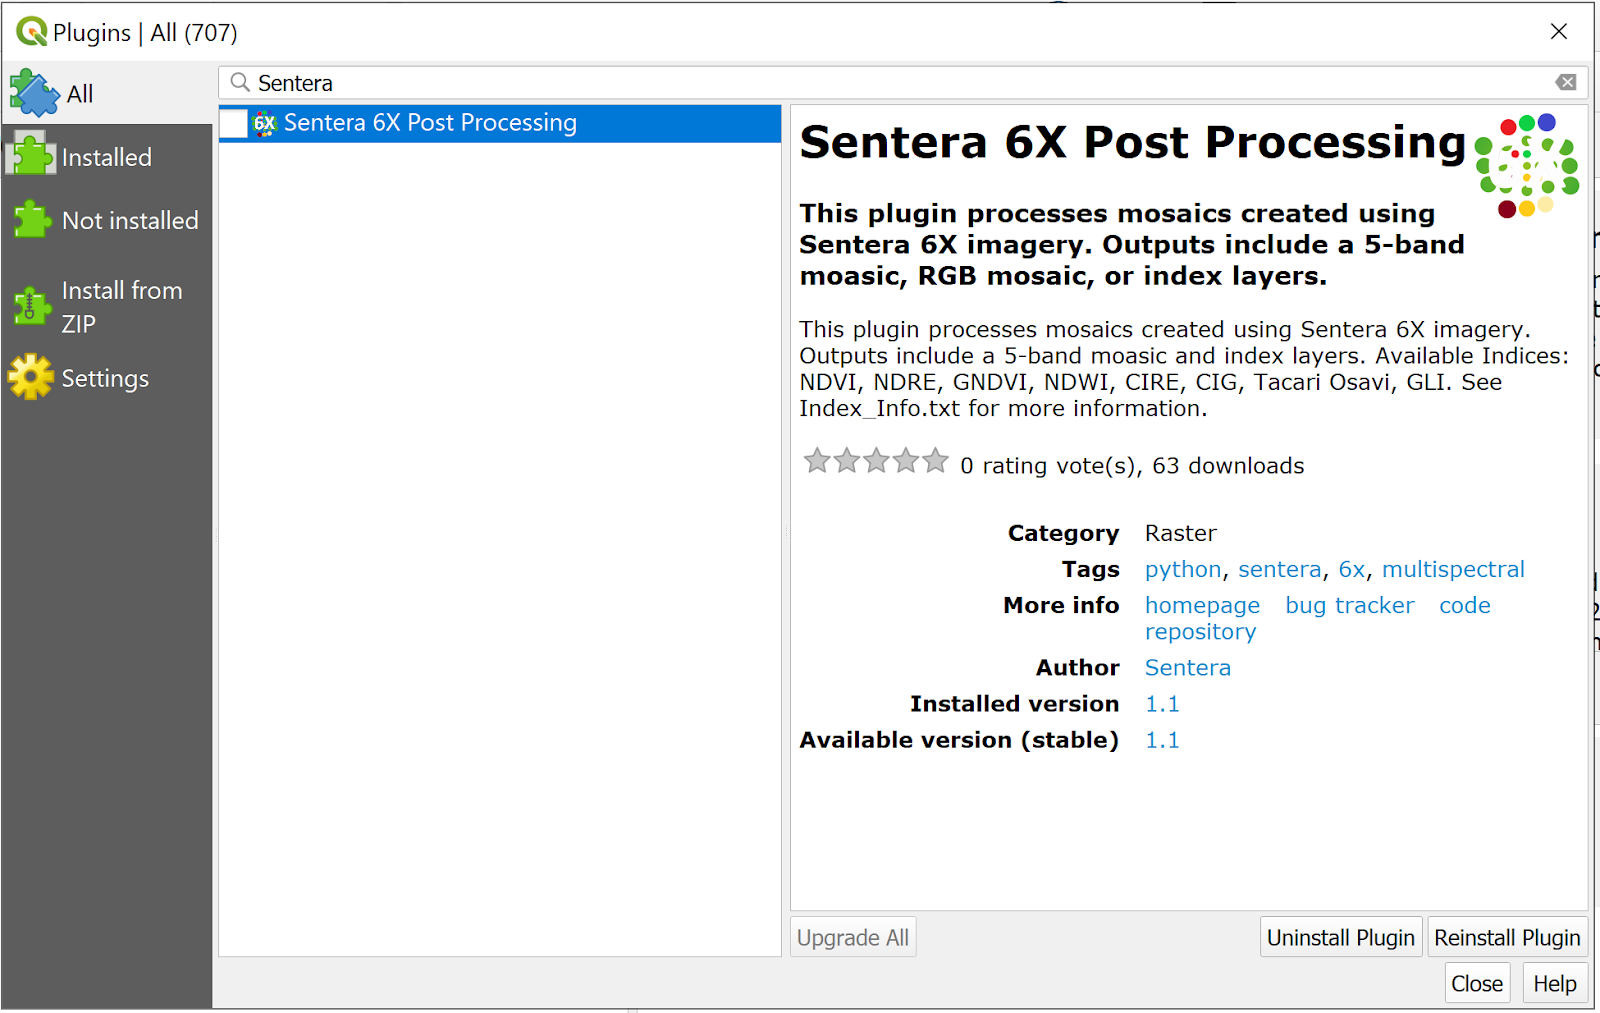 Plugins | All (707)
All
Installed
Not installed
Install from
ZIP
Settings
Sentera
6X Sentera 6X Post Processing
Sentera 6X Post Processing
This plugin processes mosaics created using
Sentera 6X imagery. Outputs include a 5-band
moasic, RGB mosaic, or index layers.
This plugin processes mosaics created using Sentera 6X imagery.
Outputs include a 5-band moasic and index layers. Available Indices:
NDVI, NDRE, GNDVI, NDWI, CIRE, CIG, Tacari Osavi, GLI. See
Index_Info.txt for more information.
0 rating vote(s), 63 downloads
Category Raster
Tags python, sentera, 6x, multispectral
More info homepage bug tracker code
repository
Author Sentera
Installed version 1.1
Available version (stable) 1.1
Upgrade All Uninstall Plugin Reinstall Plugin
Close Help